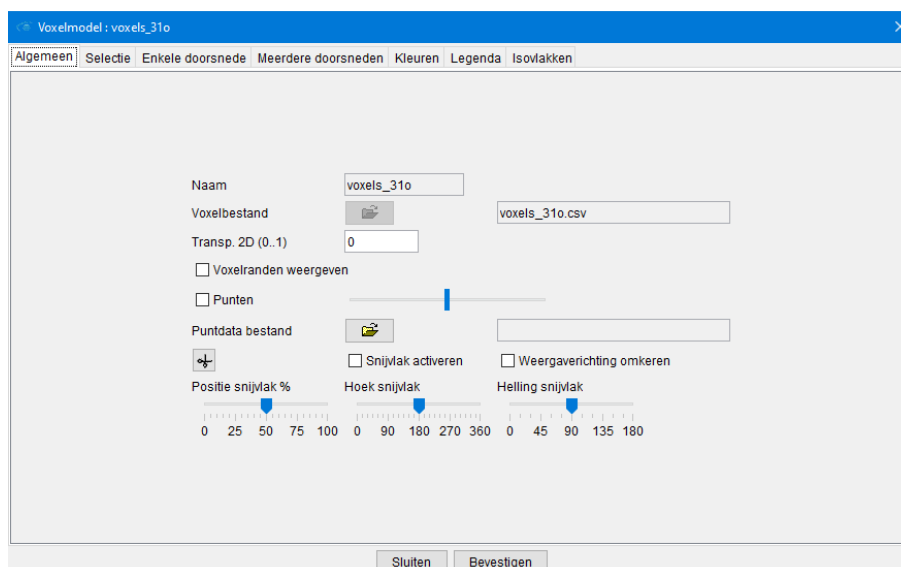 Voxelmodel : voxels_31o
Algemeen Selectie Enkele doorsnede Meerdere doorsneden Kleuren Legenda Isovlakken
Naam voxels_31o
Voxelbestand voxels_31o.csv
Transp. 2D (0..1) 0
Voxelranden weergeven
Punten
Puntdata bestand
Snijvlak activeren Weergaverichting omkeren
Positie snijvlak % Hoek snijvlak Helling snijvlak
0 25 50 75 100 0 90 180 270 360 0 45 90 135 180
Sluiten Bevestigen